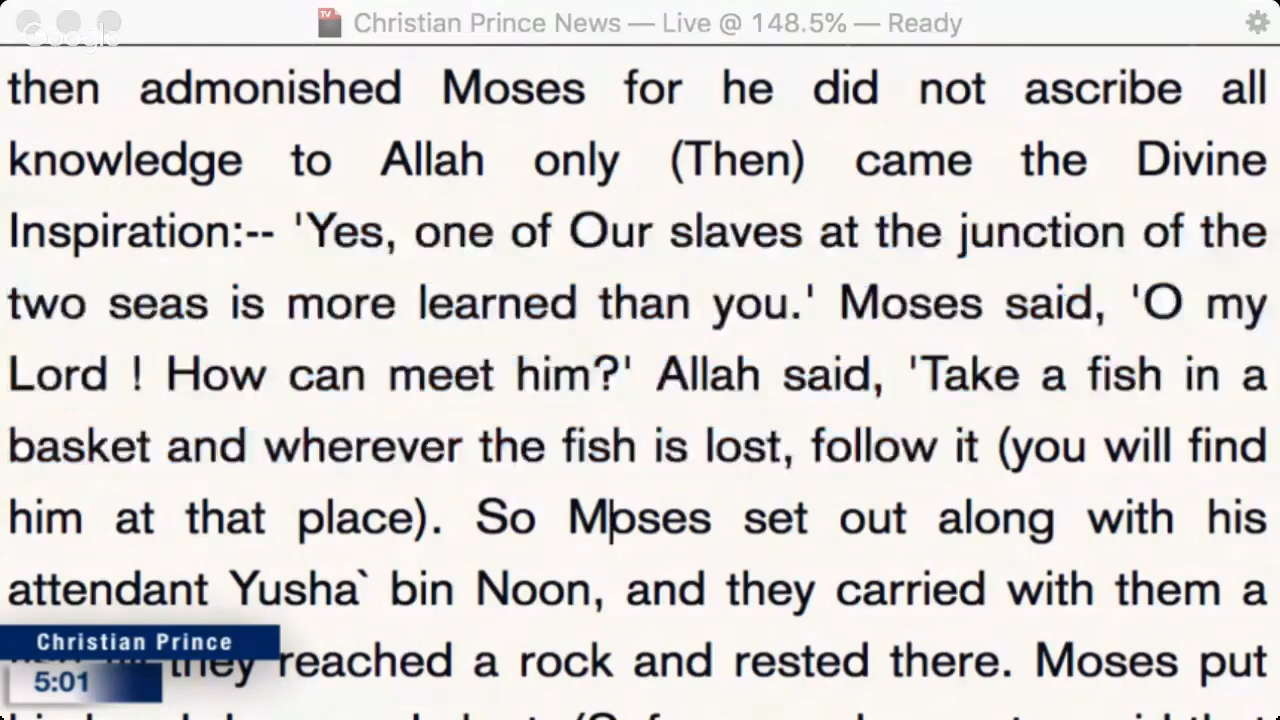 Google
TV
Christian Prince News — Live @ 148.5% — Ready
then admonished Moses for he did not ascribe all
knowledge to Allah only (Then) came the Divine
Inspiration:-- 'Yes, one of Our slaves at the junction of the
two seas is more learned than you.' Moses said, 'O my
Lord ! How can meet him?' Allah said, 'Take a fish in a
basket and wherever the fish is lost, follow it (you will find
him at that place). So Moses set out along with his
attendant Yusha` bin Noon, and they carried with them a
they reached a rock and rested there. Moses put
Christian Prince
5:01